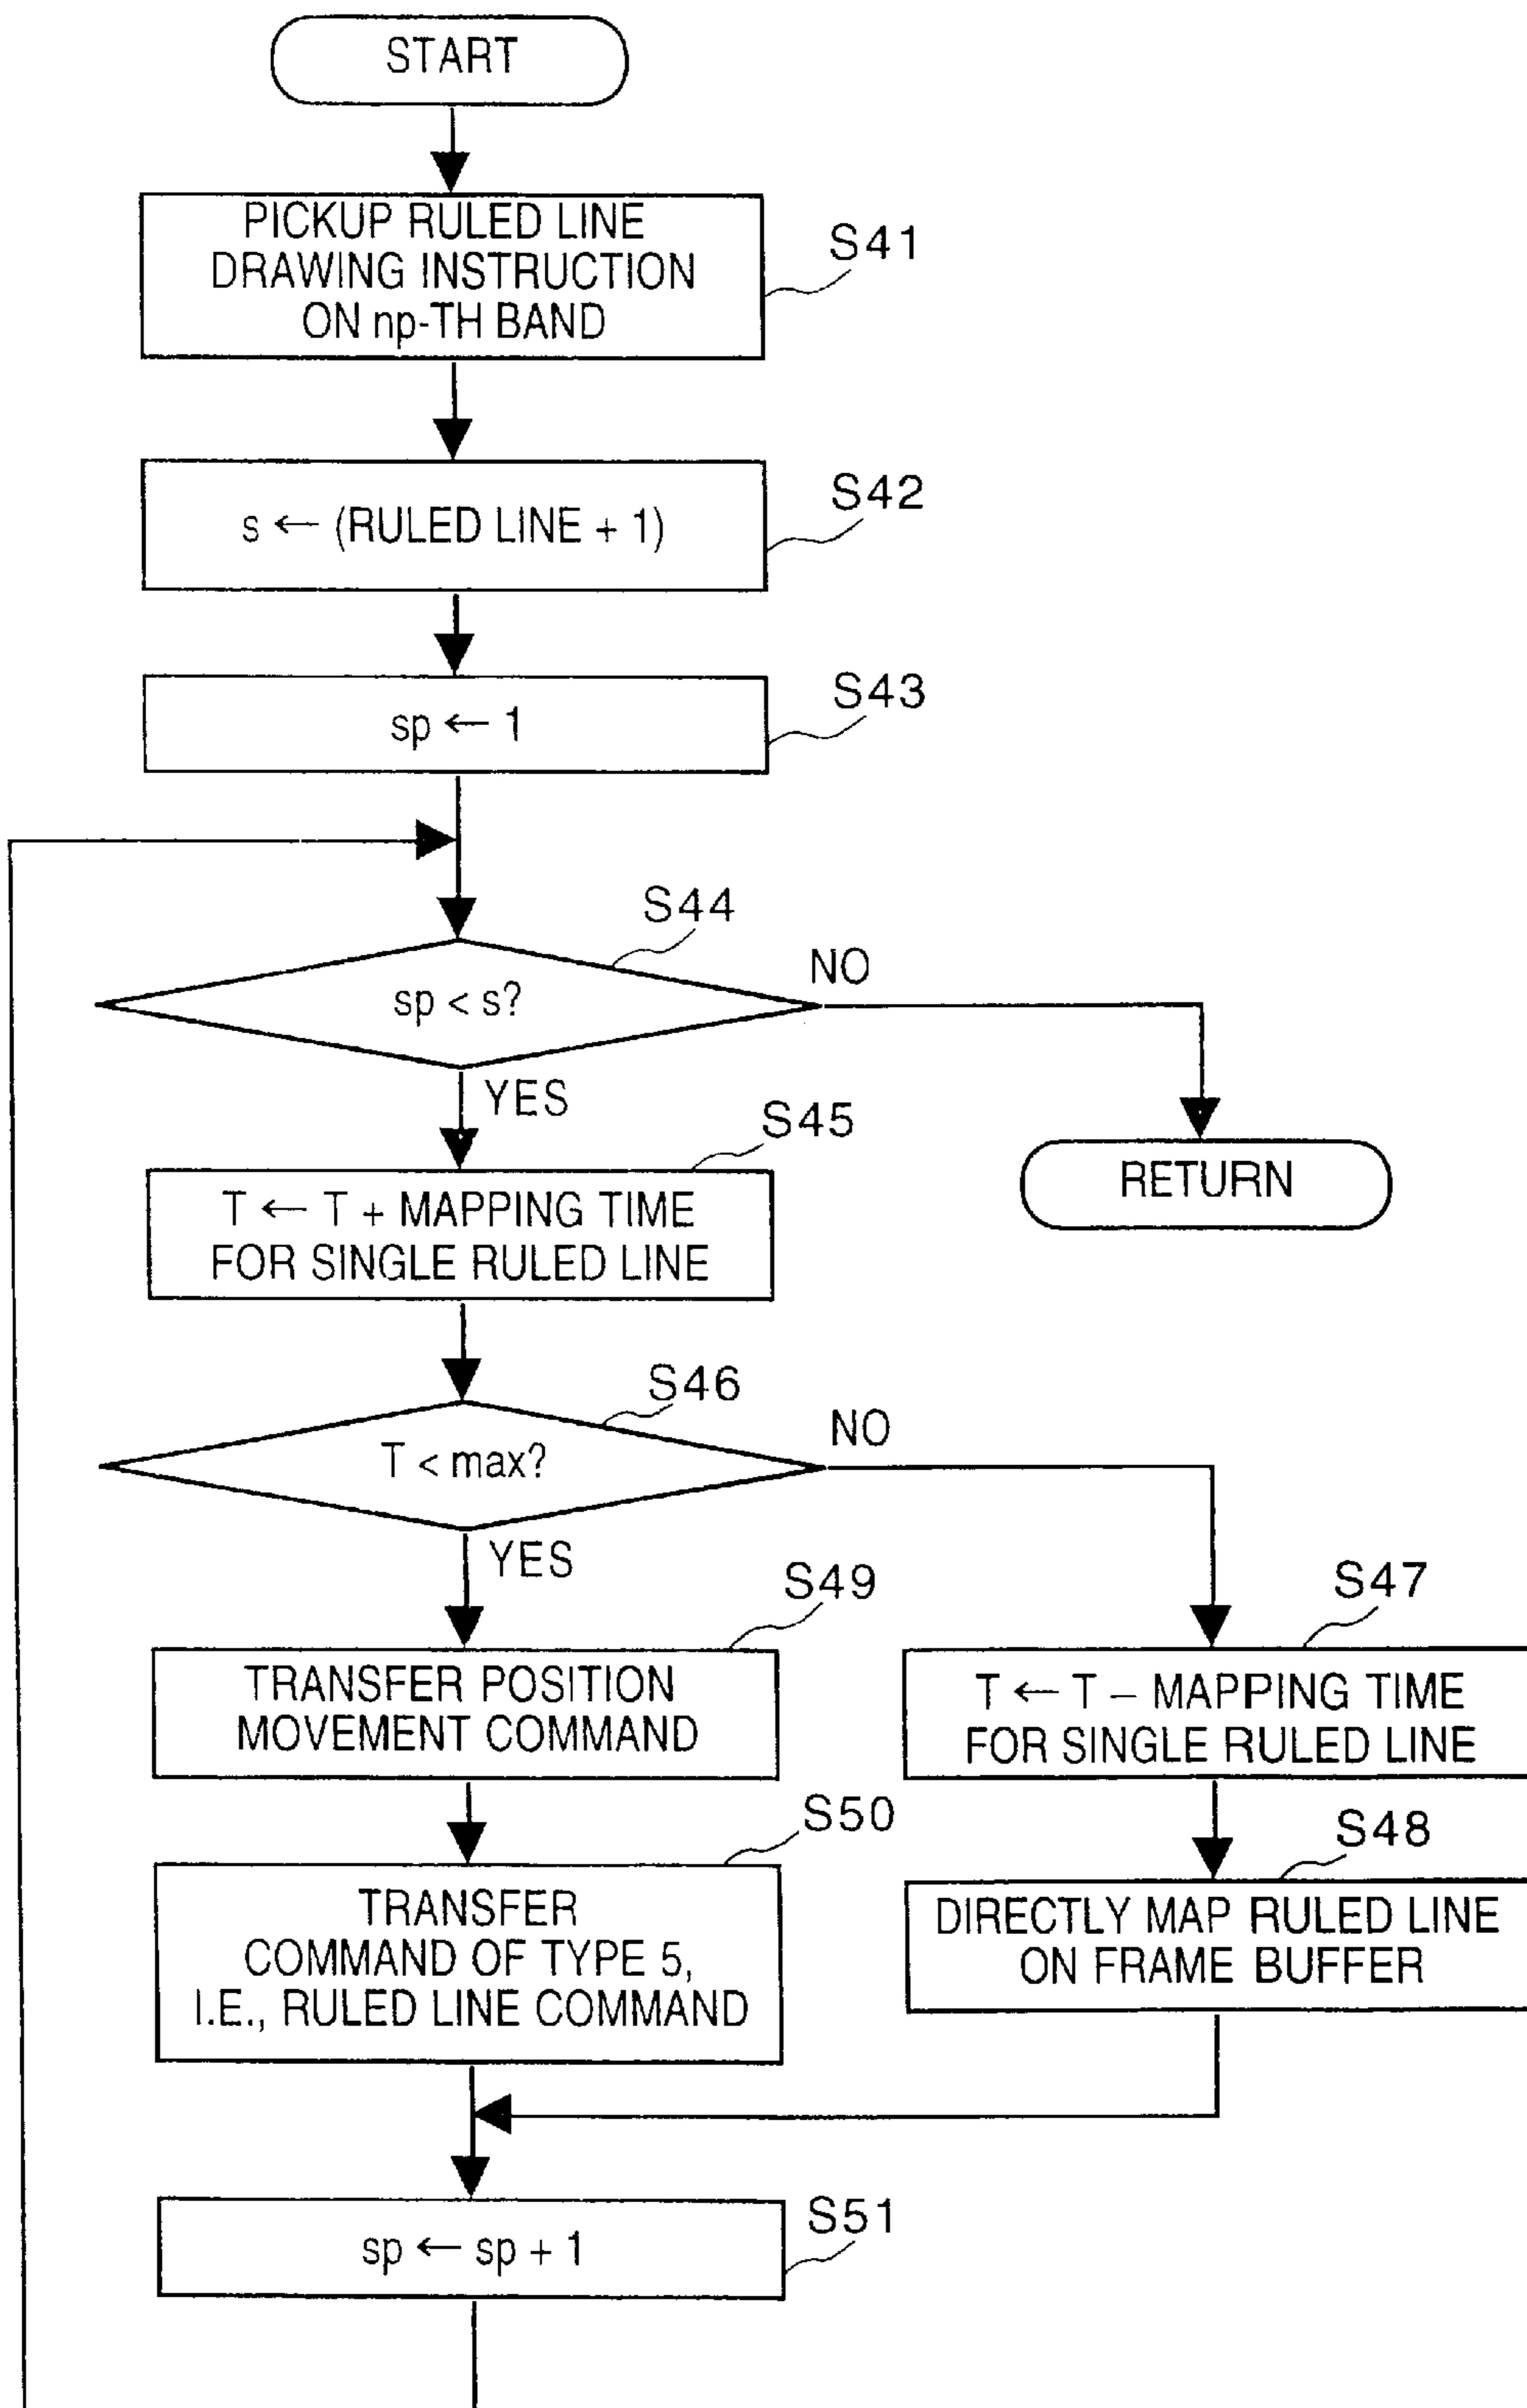 START
PICKUP RULED LINE
DRAWING INSTRUCTION
ON np-TH BAND
S41
s ← (RULED LINE + 1)
S42
sp ← 1
S43
S44
sp < s?
NO
YES
S45
T ← T + MAPPING TIME
FOR SINGLE RULED LINE
RETURN
S46
T < max?
NO
YES
S49
TRANSFER POSITION
MOVEMENT COMMAND
S47
T ← T – MAPPING TIME
FOR SINGLE RULED LINE
S50
TRANSFER
COMMAND OF TYPE 5,
I.E., RULED LINE COMMAND
S48
DIRECTLY MAP RULED LINE
ON FRAME BUFFER
S51
sp ← sp + 1